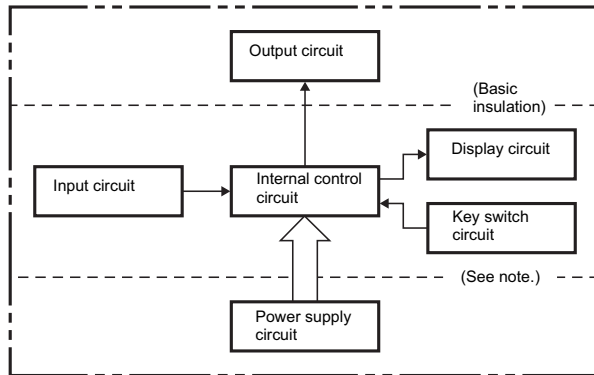 Output circuit
(Basic
insulation)
Display circuit
Input circuit
Internal control
circuit
Key switch
circuit
(See note.)
Power supply
circuit